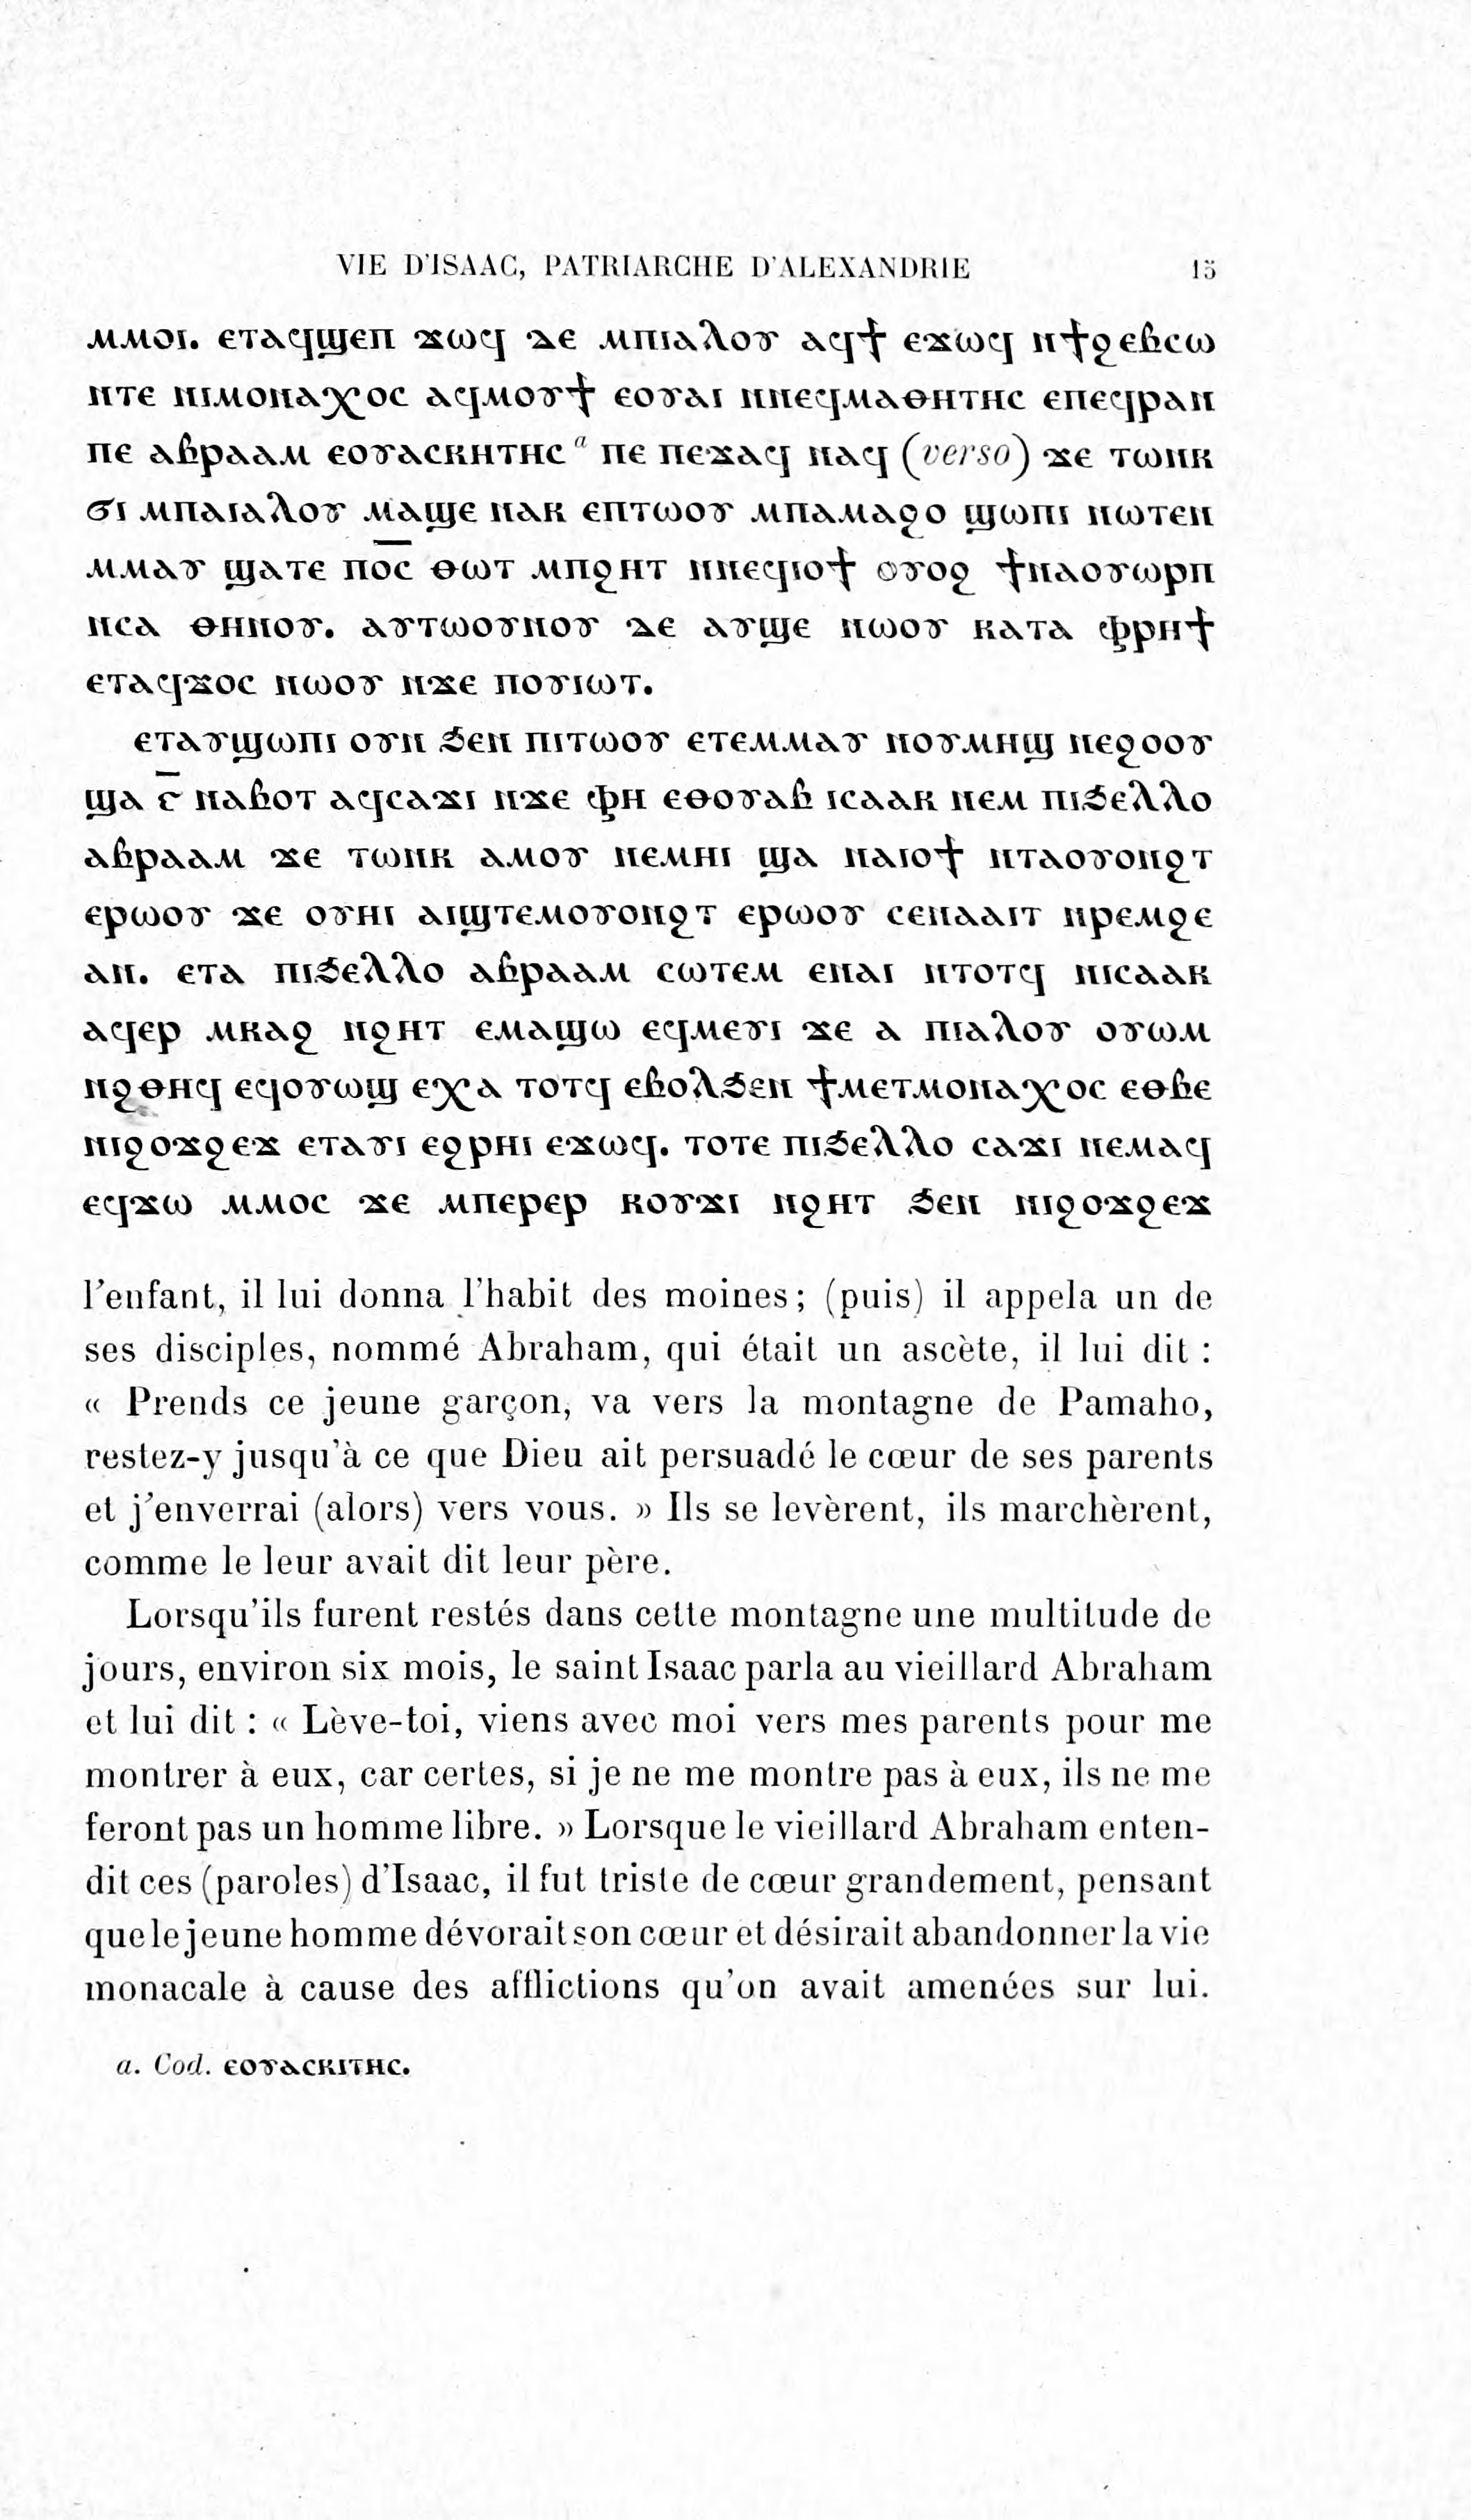 VIE D'ISAAC, PATRIARCHE D'ALEXANDRIE 15
ⲙⲙⲟⲓ. ⲉⲧⲁϥϣⲉⲡ ϫⲱϥ ⲇⲉ ⲙⲡⲓⲁⲗⲟⲩ ⲁϥϯ ⲉϫⲱϥ ⲛϯϩⲉⲃⲥⲱ
ⲛⲧⲉ ⲛⲓⲙⲟⲛⲁⲭⲟⲥ ⲁϥⲙⲟⲩϯ ⲉⲟⲩⲁⲓ ⲛⲛⲉϥⲙⲁⲑⲏⲧⲏⲥ ⲉⲡⲉϥⲣⲁⲛ
ⲡⲉ ⲁⲃⲣⲁⲁⲙ ⲉⲟⲩⲁⲥⲕⲏⲧⲏⲥ a ⲡⲉ ⲡⲉϫⲁϥ ⲛⲁϥ (verso) ϫⲉ ⲧⲱⲛⲕ
ϭⲓ ⲙⲡⲁⲓⲁⲗⲟⲩ ⲙⲁϣⲉ ⲛⲁⲕ ⲉⲡⲧⲱⲟⲩ ⲙⲡⲁⲙⲁϩⲟ ϣⲱⲡⲓ ⲛⲱⲧⲉⲛ
ⲙⲙⲁⲩ ϣⲁⲧⲉ ⲡⲟ̅ⲥ̅ ⲑⲱⲧ ⲙⲡϩⲏⲧ ⲛⲛⲉϥⲓⲟϯ ⲟⲩⲟϩ ϯⲛⲁⲟⲩⲱⲣⲡ
ⲛⲥⲁ ⲑⲏⲛⲟⲩ. ⲁⲩⲧⲱⲟⲩⲛⲟⲩ ⲇⲉ ⲁⲩϣⲉ ⲛⲱⲟⲩ ⲕⲁⲧⲁ ⲫⲣⲏϯ
ⲉⲧⲁϥϫⲟⲥ ⲛⲱⲟⲩ ⲛϫⲉ ⲡⲟⲩⲓⲱⲧ.
ⲉⲧⲁⲩϣⲱⲡⲓ ⲟⲩⲛ ϧⲉⲛ ⲡⲓⲧⲱⲟⲩ ⲉⲧⲉⲙⲙⲁⲩ ⲛⲟⲩⲙⲏϣ ⲛⲉϩⲟⲟⲩ
ϣⲁ ⲋ̅ ⲛⲁⲃⲟⲧ ⲁϥⲥⲁϫⲓ ⲛϫⲉ ⲫⲏ ⲉⲑⲟⲩⲁⲃ ⲓⲥⲁⲁⲕ ⲛⲉⲙ ⲡⲓϧⲉⲗⲗⲟ
ⲁⲃⲣⲁⲁⲙ ϫⲉ ⲧⲱⲛⲕ ⲁⲙⲟⲩ ⲛⲉⲙⲏⲓ ϣⲁ ⲛⲁⲓⲟϯ ⲛⲧⲁⲟⲩⲟⲛϩⲧ
ⲉⲣⲱⲟⲩ ϫⲉ ⲟⲩⲏⲓ ⲁⲓϣⲧⲉⲙⲟⲩⲟⲛϩⲧ ⲉⲣⲱⲟⲩ ⲥⲉⲛⲁⲁⲓⲧ ⲛⲣⲉⲙϩⲉ
ⲁⲛ. ⲉⲧⲁ ⲡⲓϧⲉⲗⲗⲟ ⲁⲃⲣⲁⲁⲙ ⲥⲱⲧⲉⲙ ⲉⲛⲁⲓ ⲛⲧⲟⲧϥ ⲛⲓⲥⲁⲁⲕ
ⲁϥⲉⲣ ⲙⲕⲁϩ ⲛϩⲏⲧ ⲉⲙⲁϣⲱ ⲉϥⲙⲉⲩⲓ ϫⲉ ⲁ ⲡⲓⲁⲗⲟⲩ ⲟⲩⲱⲙ
ⲛϩⲑⲏϥ ⲉϥⲟⲩⲱϣ ⲉⲭⲁ ⲧⲟⲧϥ ⲉⲃⲟⲗϧⲉⲛ ϯⲙⲉⲧⲙⲟⲛⲁⲭⲟⲥ ⲉⲑⲃⲉ
ⲛⲓϩⲟϫϩⲉϫ ⲉⲧⲁⲩⲓ ⲉϩⲣⲏⲓ ⲉϫⲱϥ. ⲧⲟⲧⲉ ⲡⲓϧⲉⲗⲗⲟ ⲥⲁϫⲓ ⲛⲉⲙⲁϥ
ⲉϥϫⲱ ⲙⲙⲟⲥ ϫⲉ ⲙⲡⲉⲣⲉⲣ ⲕⲟⲩϫⲓ ⲛϩⲏⲧ ϧⲉⲛ ⲛⲓϩⲟϫϩⲉϫ
l'enfant, il lui donna l'habit des moines; (puis) il appela un de
ses disciples, nommé Abraham, qui était un ascète, il lui dit :
« Prends ce jeune garçon, va vers la montagne de Pamaho,
restez-y jusqu'à ce que Dieu ait persuadé le cœur de ses parents
et j'enverrai (alors) vers vous. » Ils se levèrent, ils marchèrent,
comme le leur avait dit leur père.
Lorsqu'ils furent restés dans cette montagne une multitude de
jours, environ six mois, le saint Isaac parla au vieillard Abraham
et lui dit : « Lève-toi, viens avec moi vers mes parents pour me
montrer à eux, car certes, si je ne me montre pas à eux, ils ne me
feront pas un homme libre. » Lorsque le vieillard Abraham enten-
dit ces (paroles) d'Isaac, il fut triste de cœur grandement, pensant
que le jeune homme dévorait son cœur et désirait abandonner la vie
monacale à cause des afflictions qu'on avait amenées sur lui.
a. Cod. ⲉⲟⲩⲁⲥⲕⲓⲧⲏⲥ.